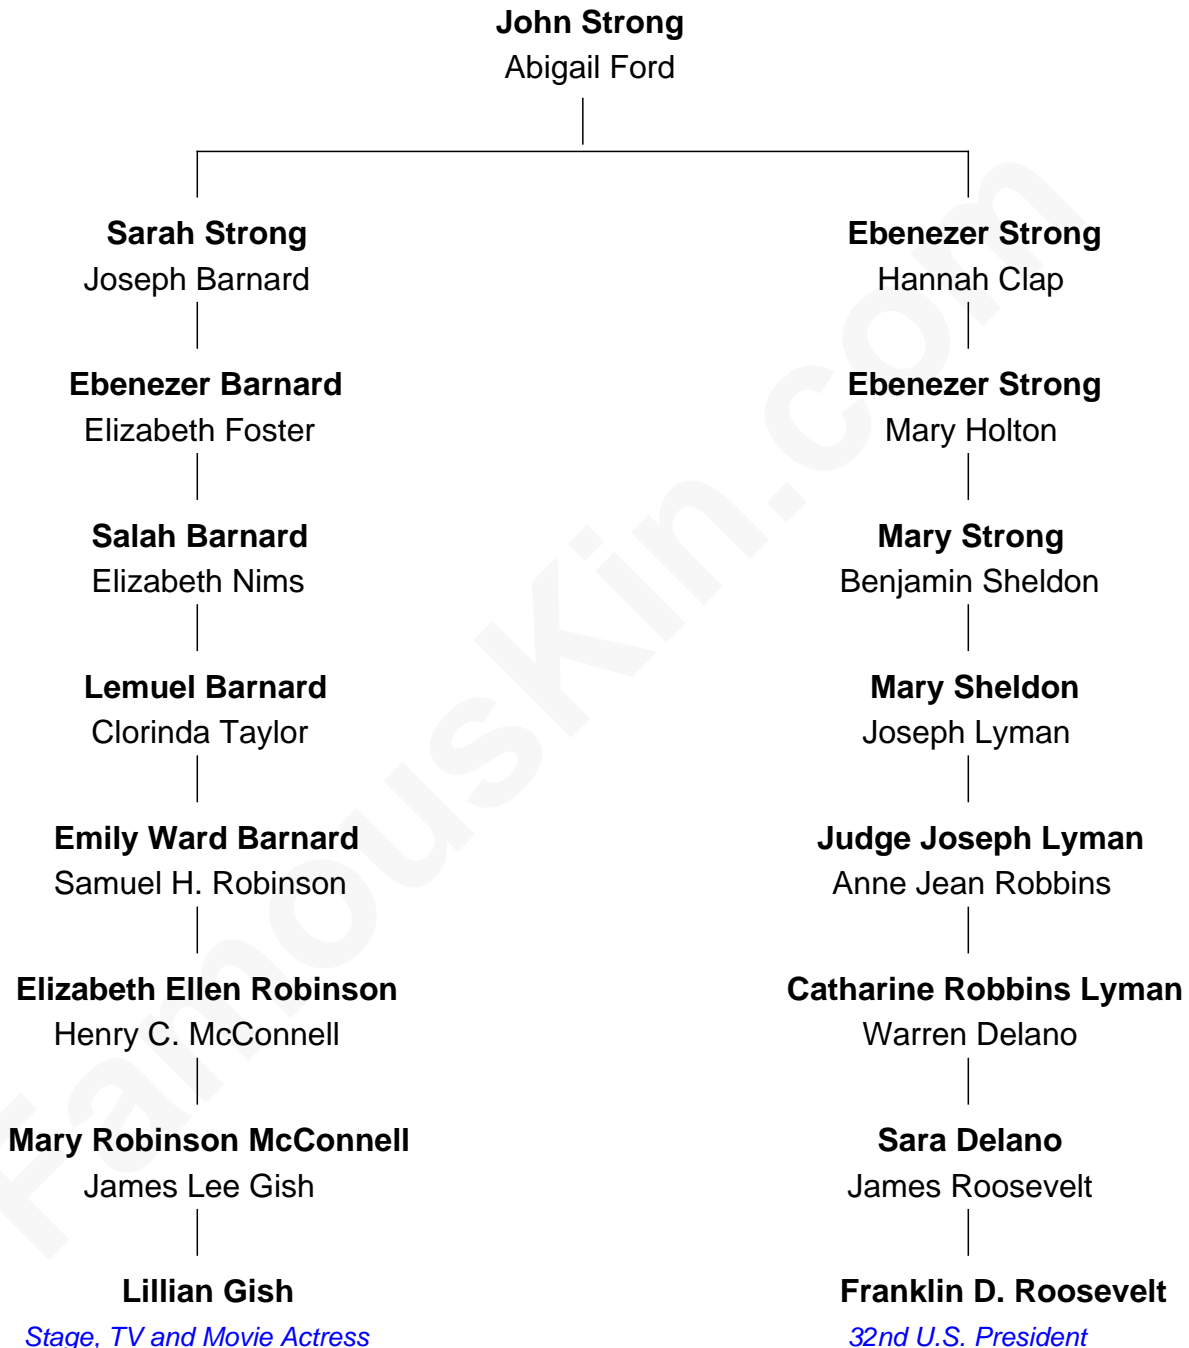 John Strong
Abigail Ford
Sarah Strong
Joseph Barnard
Ebenezer Strong
Hannah Clap
Ebenezer Barnard
Elizabeth Foster
Ebenezer Strong
Mary Holton
Salah Barnard
Elizabeth Nims
Mary Strong
Benjamin Sheldon
Lemuel Barnard
Clorinda Taylor
Mary Sheldon
Joseph Lyman
Emily Ward Barnard
Samuel H. Robinson
Judge Joseph Lyman
Anne Jean Robbins
Elizabeth Ellen Robinson
Henry C. McConnell
Catharine Robbins Lyman
Warren Delano
Mary Robinson McConnell
James Lee Gish
Sara Delano
James Roosevelt
Lillian Gish
Stage, TV and Movie Actress
Franklin D. Roosevelt
32nd U.S. President
FamousKin.com